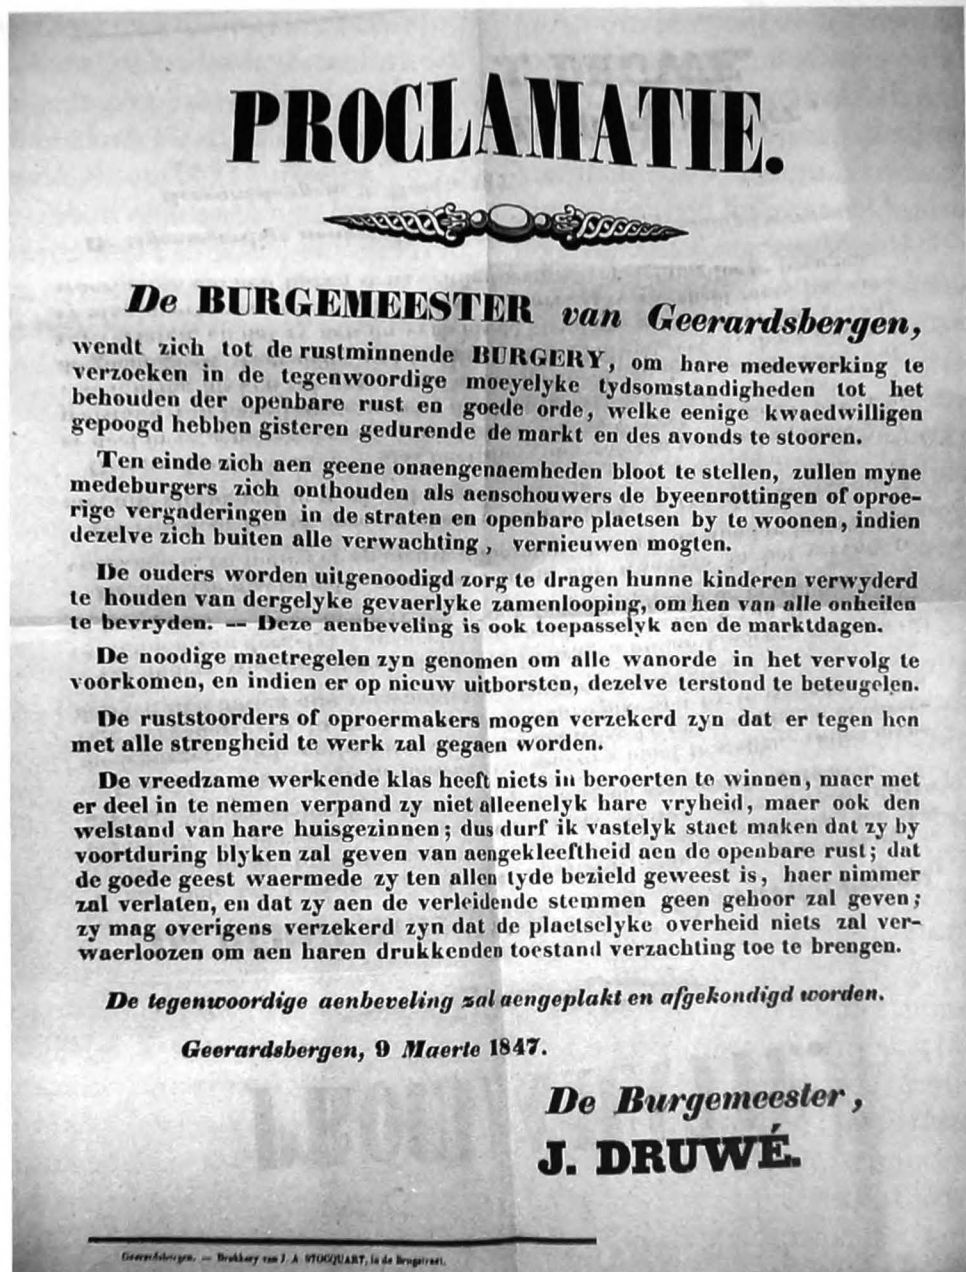 PROCLAMATIE.
De BURGEMEESTER van Geerardsbergen,
wendt zich tot de rustminnende BURGERY, om hare medewerking te
verzoeken in de tegenwoordige moeyelyke tydsomstandigheden tot het
behouden der openbare rust en goede orde, welke eenige kwaedwilligen
gepoogd hebben gisteren gedurende de markt en des avonds te stooren.
Ten einde zich aen geene onaengenaemheden bloot te stellen, zullen myne
medeburgers zich onthouden als aenschouwers de byeenrottingen of oproe-
rige vergaderingen in de straten en openbare plaetsen by te woonen, indien
dezelve zich buiten alle verwachting, vernieuwen mogten.
De ouders worden uitgenoodigd zorg te dragen hunne kinderen verwyderd
te houden van dergelyke gevaerlyke zamenlooping, om hen van alle onheilen
te bevryden. — Deze aenbeveling is ook toepasselyk aen de marktdagen.
De noodige maetregelen zyn genomen om alle wanorde in het vervolg te
voorkomen, en indien er op nieuw uitborsten, dezelve terstond te beteugelen.
De ruststoorders of oproermakers mogen verzekerd zyn dat er tegen hen
met alle strengheid te werk zal gegaen worden.
De vreedzame werkende klas heeft niets in beroerten te winnen, maer met
er deel in te nemen verpand zy niet alleenelyk hare vryheid, maer ook den
welstand van hare huisgezinnen; dus durf ik vastelyk staet maken dat zy by
voortduring blyken zal geven van aengekleeftheid aen de openbare rust; dat
de goede geest waermede zy ten allen tyde bezield geweest is, haer nimmer
zal verlaten, en dat zy aen de verleidende stemmen geen gehoor zal geven;
zy mag overigens verzekerd zyn dat de plaetselyke overheid niets zal ver-
waerloozen om aen haren drukkenden toestand verzachting toe te brengen.
De tegenwoordige aenbeveling zal aengeplakt en afgekondigd worden.
Geerardsbergen, 9 Maerte 1847.
De Burgemeester,
J. DRUWÉ.
Geerardsbergen. — Drukkery van J. A. STOCQUART, in de Brugstraet.